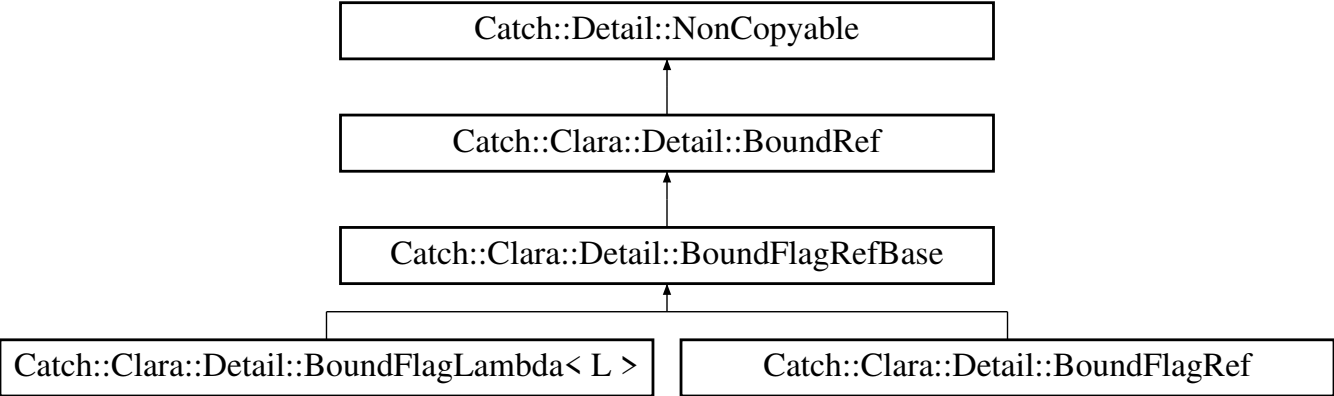 Catch::Detail::NonCopyable
Catch::Clara::Detail::BoundRef
Catch::Clara::Detail::BoundFlagRefBase
Catch::Clara::Detail::BoundFlagLambda< L >
Catch::Clara::Detail::BoundFlagRef